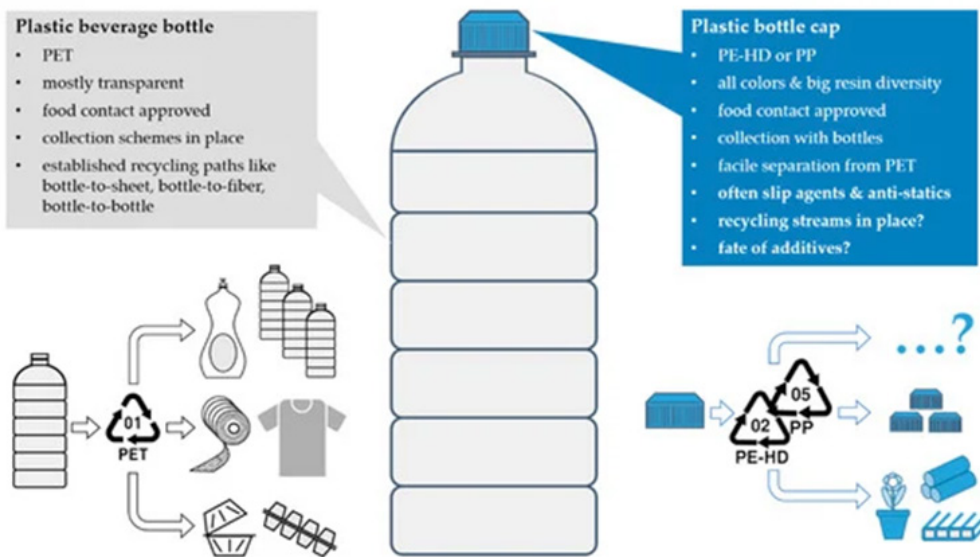 Plastic beverage bottle
• PET
• mostly transparent
• food contact approved
• collection schemes in place
• established recycling paths like
bottle-to-sheet, bottle-to-fiber,
bottle-to-bottle
Plastic bottle cap
• PE-HD or PP
• all colors & big resin diversity
• food contact approved
• collection with bottles
• facile separation from PET
• often slip agents & anti-statics
• recycling streams in place?
• fate of additives?
01
PET
02
PE-HD
05
PP
....?